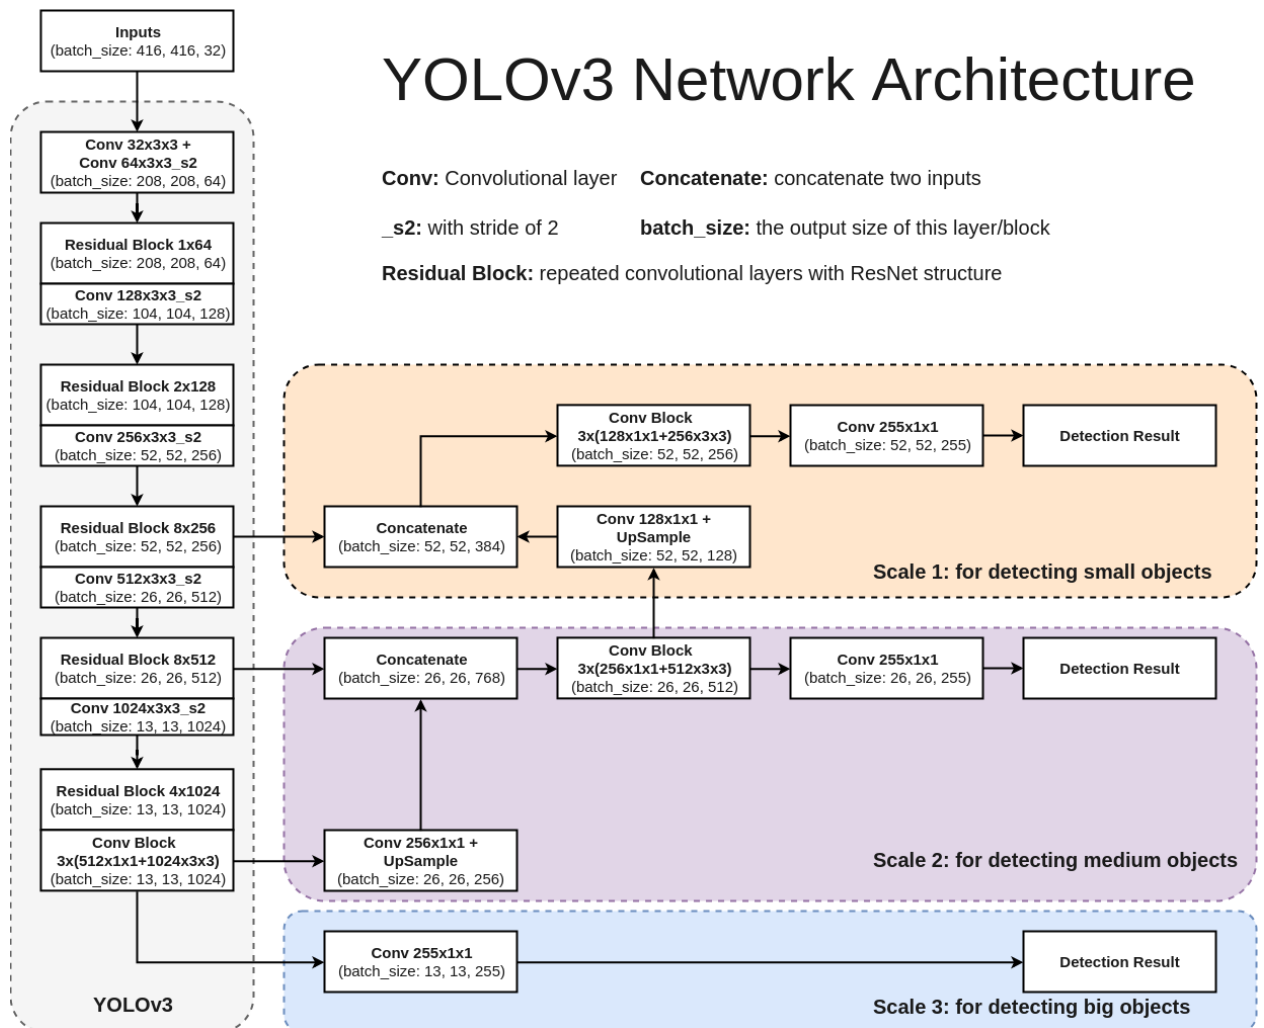 Inputs
(batch_size: 416, 416, 32)
YOLOv3 Network Architecture
Conv 32x3x3 +
Conv 64x3x3_s2
(batch_size: 208, 208, 64)
Conv: Convolutional layer
Concatenate: concatenate two inputs
_s2: with stride of 2
batch_size: the output size of this layer/block
Residual Block: repeated convolutional layers with ResNet structure
Residual Block 1x64
(batch_size: 208, 208, 64)
Conv 128x3x3_s2
(batch_size: 104, 104, 128)
Residual Block 2x128
(batch_size: 104, 104, 128)
Conv 256x3x3_s2
(batch_size: 52, 52, 256)
Residual Block 8x256
(batch_size: 52, 52, 256)
Conv 512x3x3_s2
(batch_size: 26, 26, 512)
Residual Block 8x512
(batch_size: 26, 26, 512)
Conv 1024x3x3_s2
(batch_size: 13, 13, 1024)
Residual Block 4x1024
(batch_size: 13, 13, 1024)
Conv Block
3x(512x1x1+1024x3x3)
(batch_size: 13, 13, 1024)
YOLOv3
Conv Block
3x(128x1x1+256x3x3)
(batch_size: 52, 52, 256)
Conv 255x1x1
(batch_size: 52, 52, 255)
Detection Result
Concatenate
(batch_size: 52, 52, 384)
Conv 128x1x1 +
UpSample
(batch_size: 52, 52, 128)
Scale 1: for detecting small objects
Concatenate
(batch_size: 26, 26, 768)
Conv Block
3x(256x1x1+512x3x3)
(batch_size: 26, 26, 512)
Conv 255x1x1
(batch_size: 26, 26, 255)
Detection Result
Conv 256x1x1 +
UpSample
(batch_size: 26, 26, 256)
Scale 2: for detecting medium objects
Conv 255x1x1
(batch_size: 13, 13, 255)
Detection Result
Scale 3: for detecting big objects